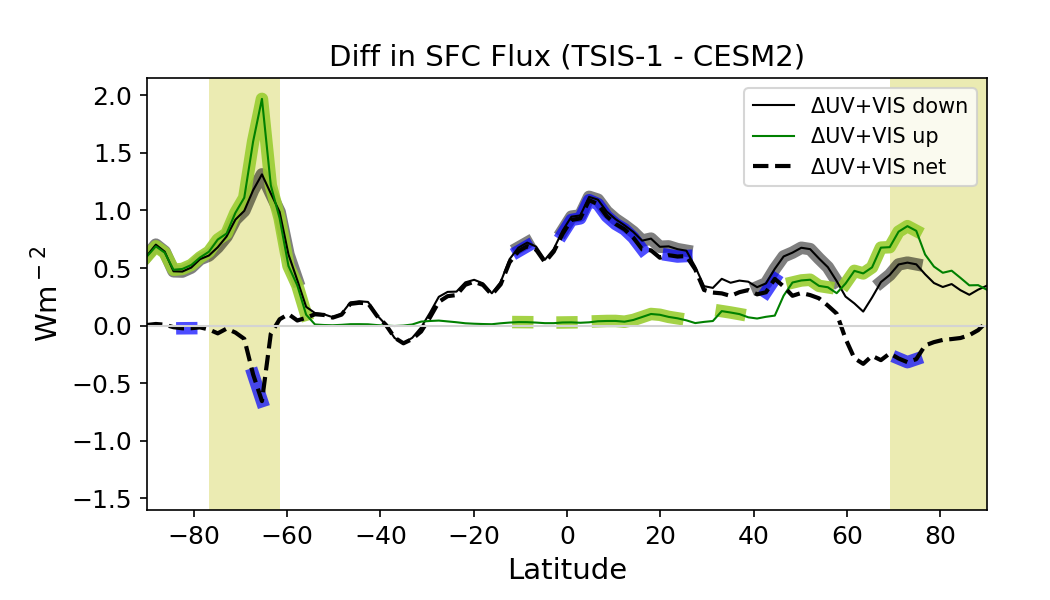 Diff in SFC Flux (TSIS-1 - CESM2)
ΔUV+VIS down
ΔUV+VIS up
ΔUV+VIS net
Wm⁻²
2.0
1.5
1.0
0.5
0.0
−0.5
−1.0
−1.5
−80 −60 −40 −20 0 20 40 60 80
Latitude